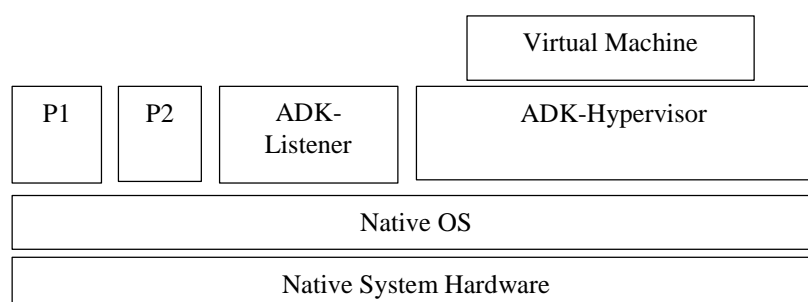 Virtual Machine
P1
P2
ADK-
Listener
ADK-Hypervisor
Native OS
Native System Hardware